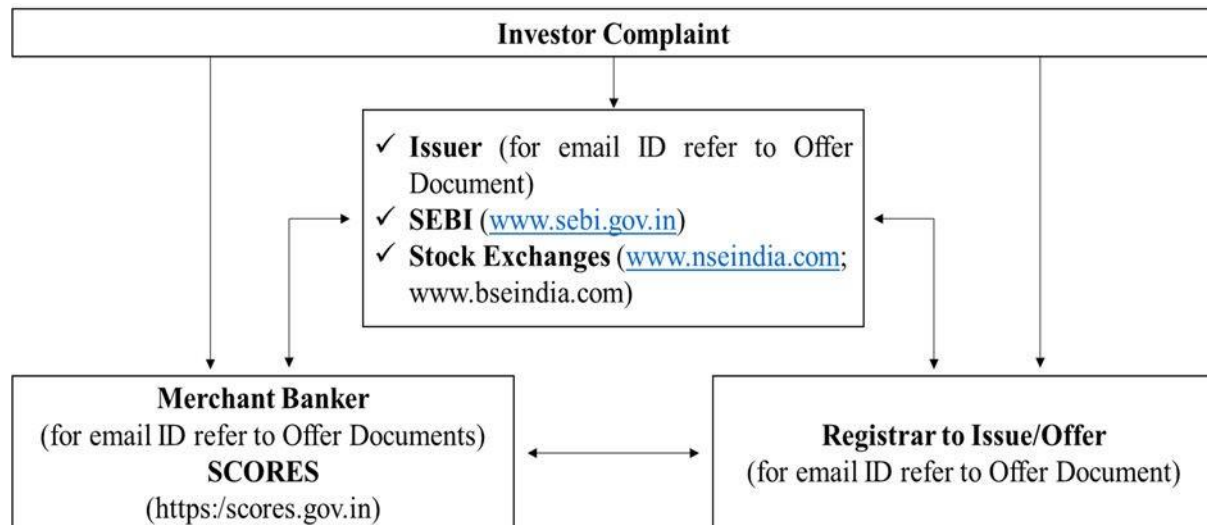 Investor Complaint
✓ Issuer (for email ID refer to Offer
Document)
✓ SEBI (www.sebi.gov.in)
✓ Stock Exchanges (www.nseindia.com;
www.bseindia.com)
Merchant Banker
(for email ID refer to Offer Documents)
SCORES
(https:/scores.gov.in)
Registrar to Issue/Offer
(for email ID refer to Offer Document)